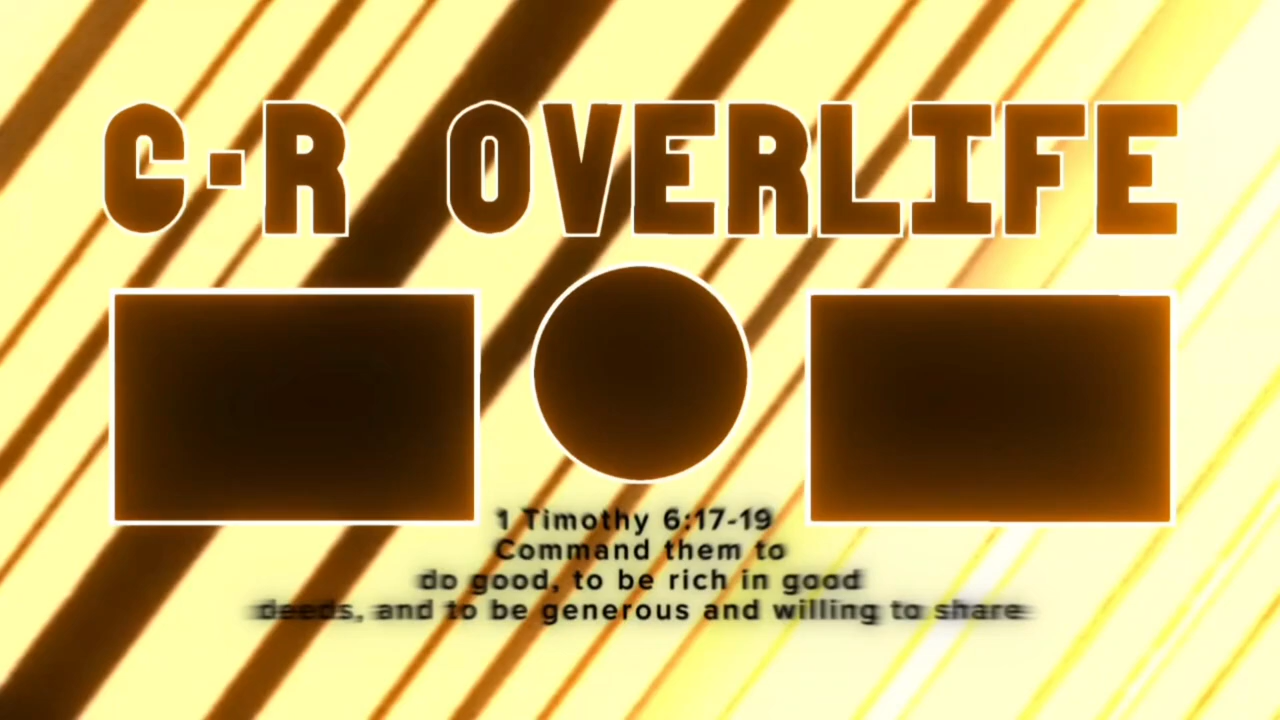 C·R OVERLIFE
1 Timothy 6:17-19
Command them to
do good, to be rich in good
deeds, and to be generous and willing to share